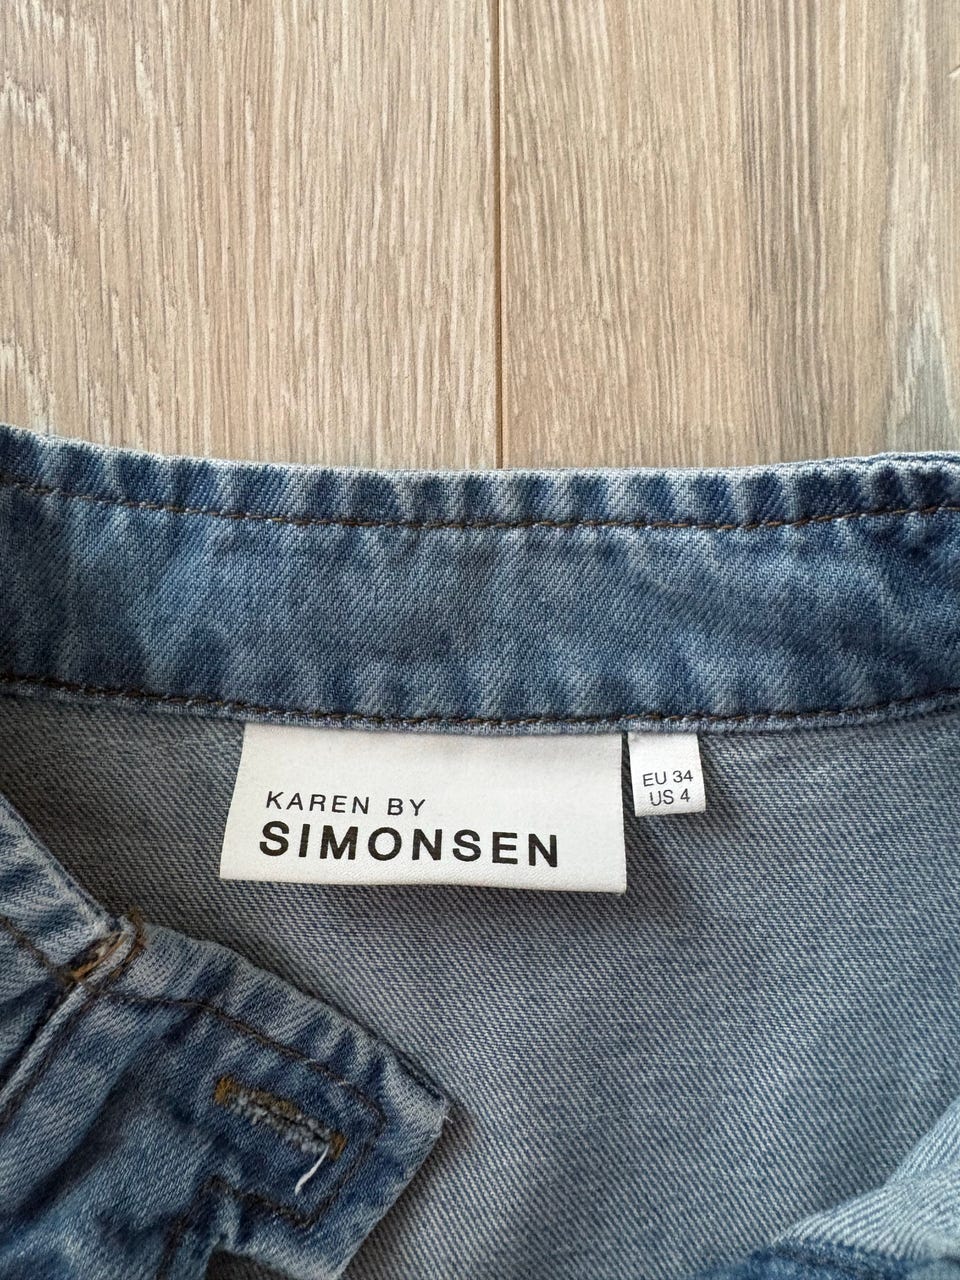 KAREN BY
SIMONSEN
EU 34
US 4